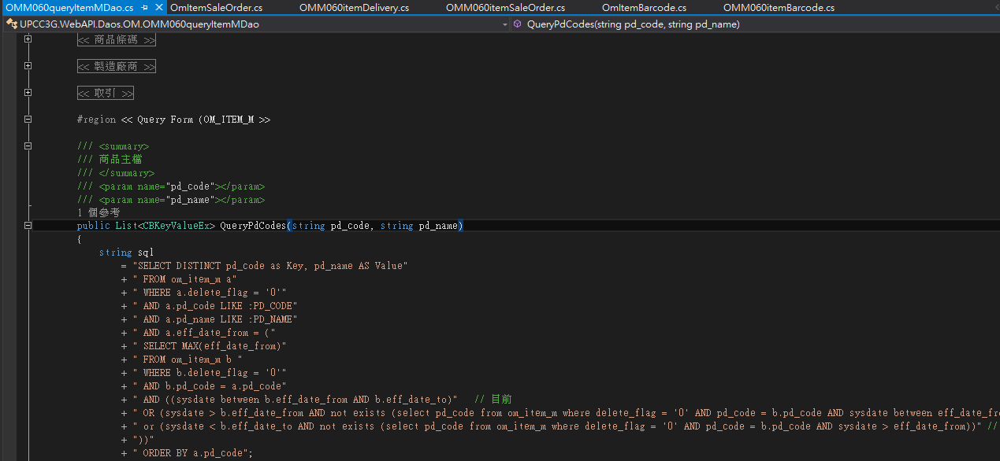 OMM060queryItemMDao.cs OmItemSaleOrder.cs OMM060itemDelivery.cs OMM060itemSaleOrder.cs OmItemBarcode.cs OMM060itemBarcode.cs
UPCC3G.WebAPI.Daos.OM.OMM060queryItemMDao QueryPdCodes(string pd_code, string pd_name)
<< 商品條碼 >>
<< 製造廠商 >>
<< 取引 >>
#region << Query Form (OM_ITEM_M >>
/// <summary>
/// 商品主檔
/// </summary>
/// <param name="pd_code"></param>
/// <param name="pd_name"></param>
1 個參考
public List<CBKeyValueEx> QueryPdCodes(string pd_code, string pd_name)
{
string sql
= "SELECT DISTINCT pd_code as Key, pd_name AS Value"
+ " FROM om_item_m a"
+ " WHERE a.delete_flag = '0'"
+ " AND a.pd_code LIKE :PD_CODE"
+ " AND a.pd_name LIKE :PD_NAME"
+ " AND a.eff_date_from = ("
+ " SELECT MAX(eff_date_from)"
+ " FROM om_item_m b "
+ " WHERE b.delete_flag = '0'"
+ " AND b.pd_code = a.pd_code"
+ " AND ((sysdate between b.eff_date_from AND b.eff_date_to)" // 目前
+ " OR (sysdate > b.eff_date_from AND not exists (select pd_code from om_item_m where delete_flag = '0' AND pd_code = b.pd_code AND sysdate between eff_date_fr
+ " or (sysdate < b.eff_date_to AND not exists (select pd_code from om_item_m where delete_flag = '0' AND pd_code = b.pd_code AND sysdate > eff_date_from))" //
+ "))"
+ " ORDER BY a.pd_code";